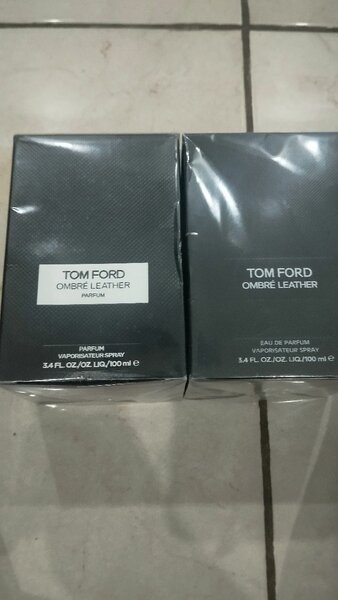 TOM FORD
OMBRÉ LEATHER
PARFUM
PARFUM
VAPORISATEUR SPRAY
3.4 FL. OZ./OZ. LIQ./100 ml ℮
TOM FORD
OMBRÉ LEATHER
EAU DE PARFUM
VAPORISATEUR SPRAY
3.4 FL. OZ./OZ. LIQ./100 ml ℮